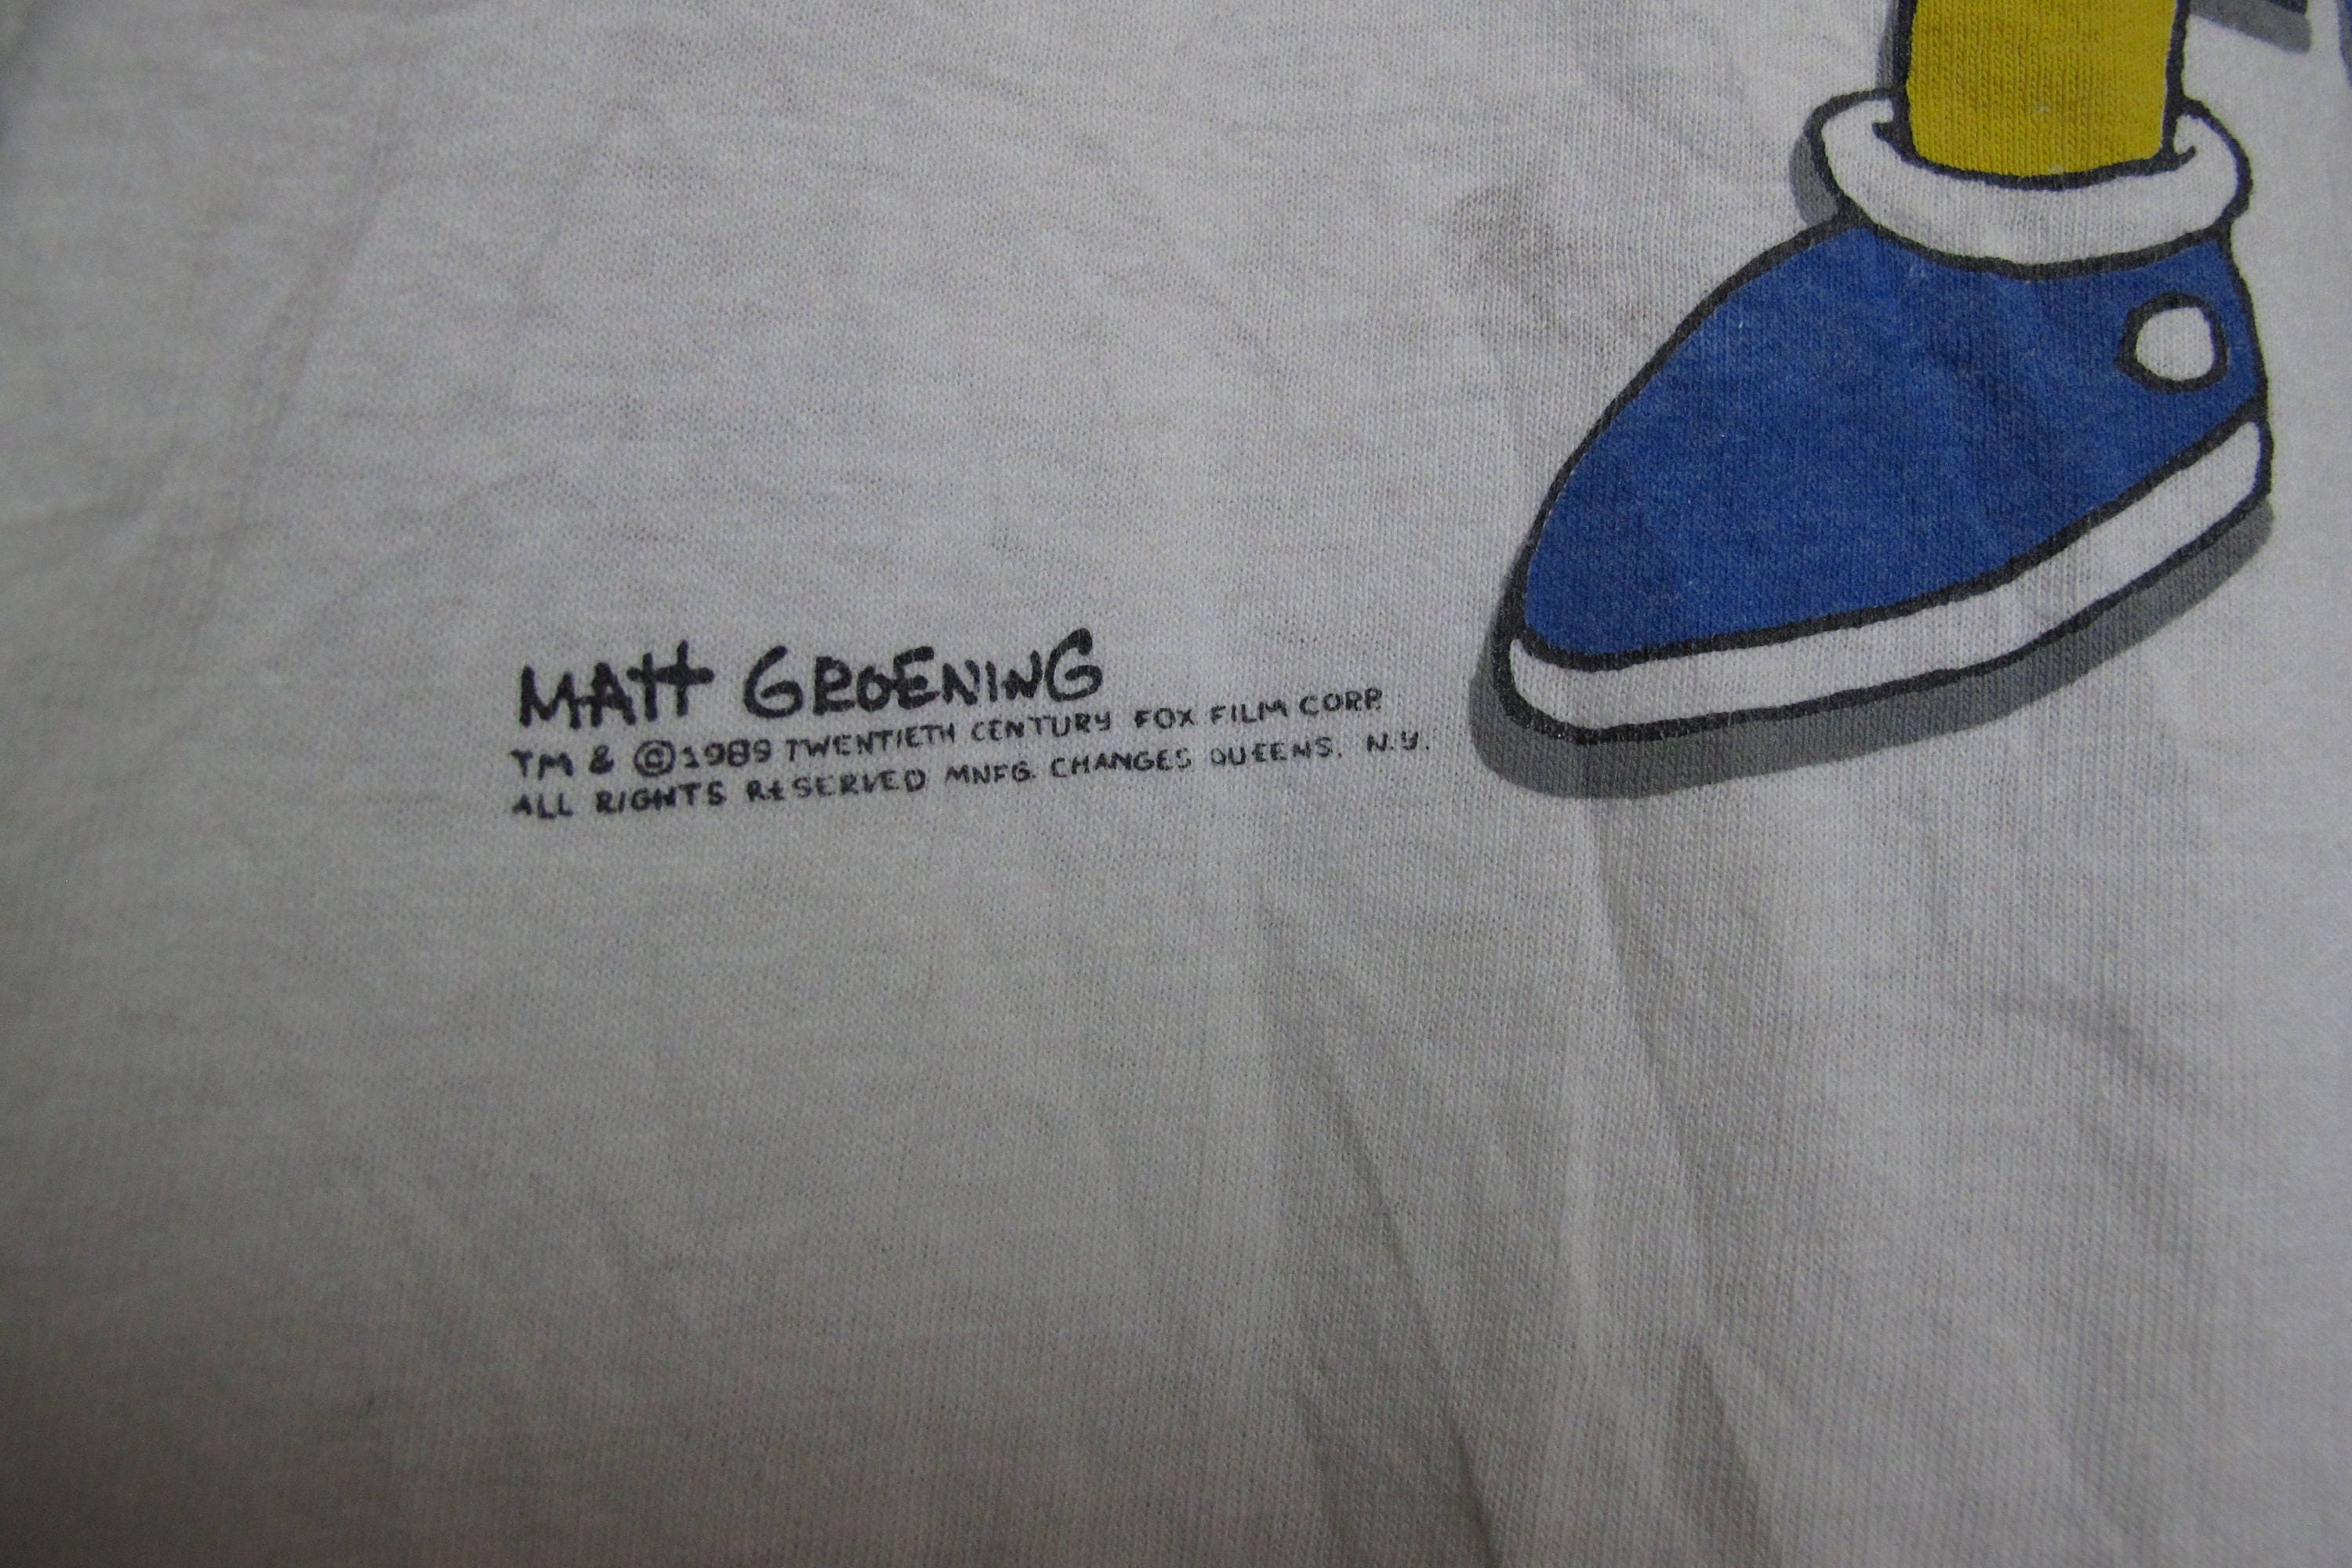 MATT GROENING
TM & ©1989 TWENTIETH CENTURY FOX FILM CORP.
ALL RIGHTS RESERVED MNFG. CHANGES QUEENS, N.Y.